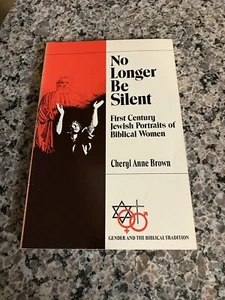 No
Longer
Be
Silent
First Century
Jewish Portraits of
Biblical Women
Cheryl Anne Brown
GENDER AND THE BIBLICAL TRADITION